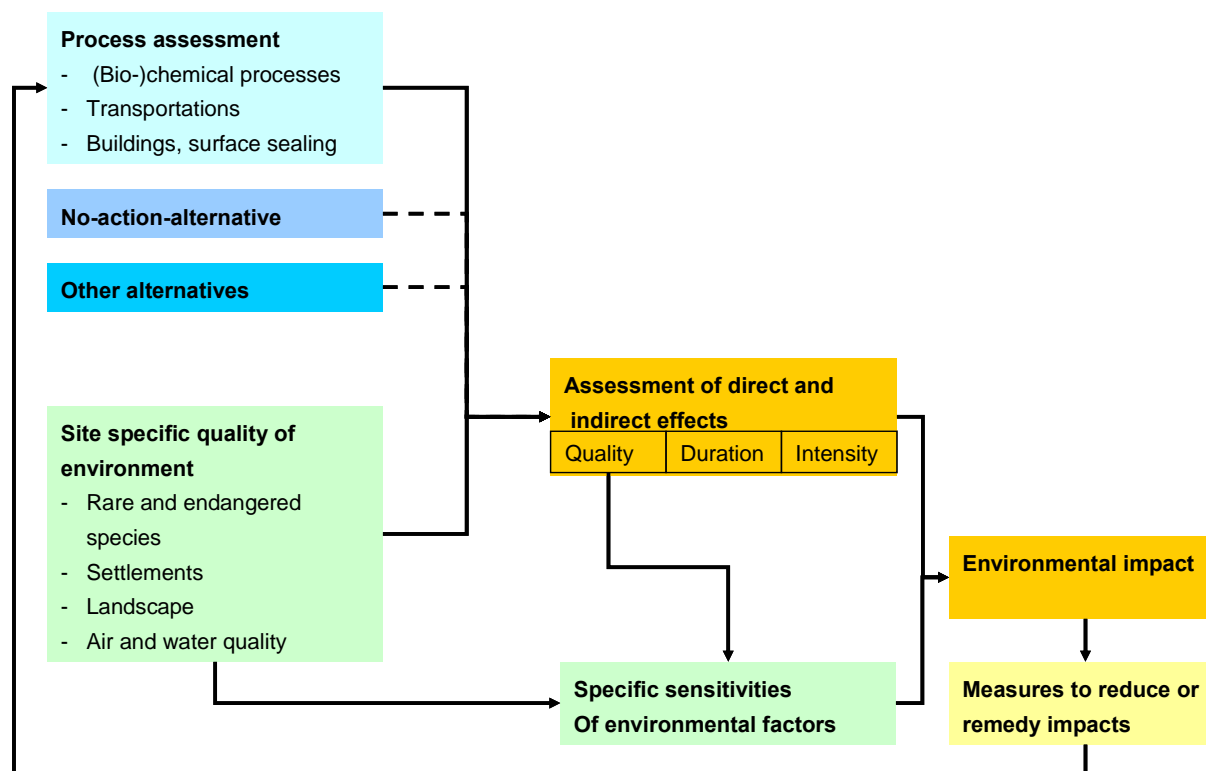 Process assessment
- (Bio-)chemical processes
- Transportations
- Buildings, surface sealing
No-action-alternative
Other alternatives
Site specific quality of
environment
- Rare and endangered
species
- Settlements
- Landscape
- Air and water quality
Assessment of direct and
indirect effects
Quality
Duration
Intensity
Specific sensitivities
Of environmental factors
Environmental impact
Measures to reduce or
remedy impacts